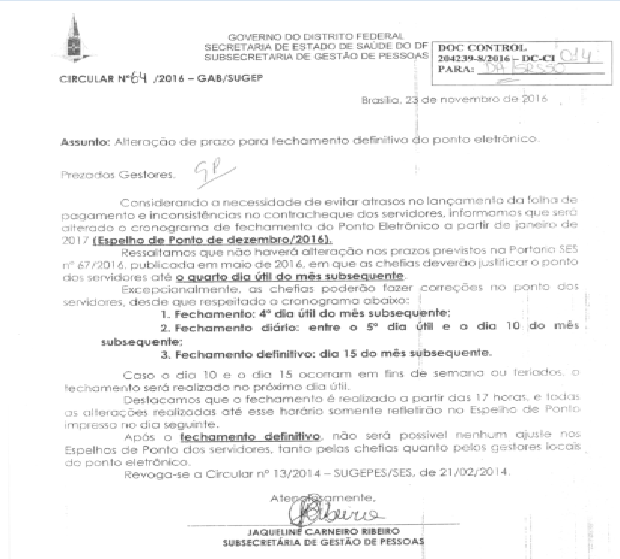 GOVERNO DO DISTRITO FEDERAL
SECRETARIA DE ESTADO DE SAÚDE DO DF
SUBSECRETARIA DE GESTÃO DE PESSOAS
DOC CONTROL
204239-8/2016 – DC-CI 014
PARA:
CIRCULAR Nº 64 /2016 – GAB/SUGEP
Brasília, 23 de novembro de 2016
Assunto: Alteração de prazo para fechamento definitivo do ponto eletrônico.
Prezados Gestores,
GP
Considerando a necessidade de evitar atrasos no lançamento da folha de
pagamento e inconsistências no contracheque dos servidores, informamos que será
alterado o cronograma de fechamento do Ponto Eletrônico a partir de janeiro de
2017 (Espelho de Ponto de dezembro/2016).
Ressaltamos que não haverá alteração nos prazos previstos na Portaria SES
nº 67/2016, publicada em maio de 2016, em que as chefias deverão justificar o ponto
dos servidores até o quarto dia útil do mês subsequente.
Excepcionalmente, as chefias poderão fazer correções no ponto dos
servidores, desde que respeitado o cronograma abaixo:
1. Fechamento: 4º dia útil do mês subsequente;
2. Fechamento diário: entre o 5º dia útil e o dia 10 do mês
subsequente;
3. Fechamento definitivo: dia 15 do mês subsequente.
Caso o dia 10 e o dia 15 ocorram em fins de semana ou feriados, o
fechamento será realizado no próximo dia útil.
Destacamos que o fechamento é realizado a partir das 17 horas, e todas
as alterações realizadas até esse horário somente refletirão no Espelho de Ponto
impresso no dia seguinte.
Após o fechamento definitivo, não será possível nenhum ajuste nos
Espelhos de Ponto dos servidores, tanto pelas chefias quanto pelos gestores locais
do ponto eletrônico.
Revoga-se a Circular nº 13/2014 – SUGEPES/SES, de 21/02/2014.
Atenciosamente,
JAQUELINE CARNEIRO RIBEIRO
SUBSECRETÁRIA DE GESTÃO DE PESSOAS